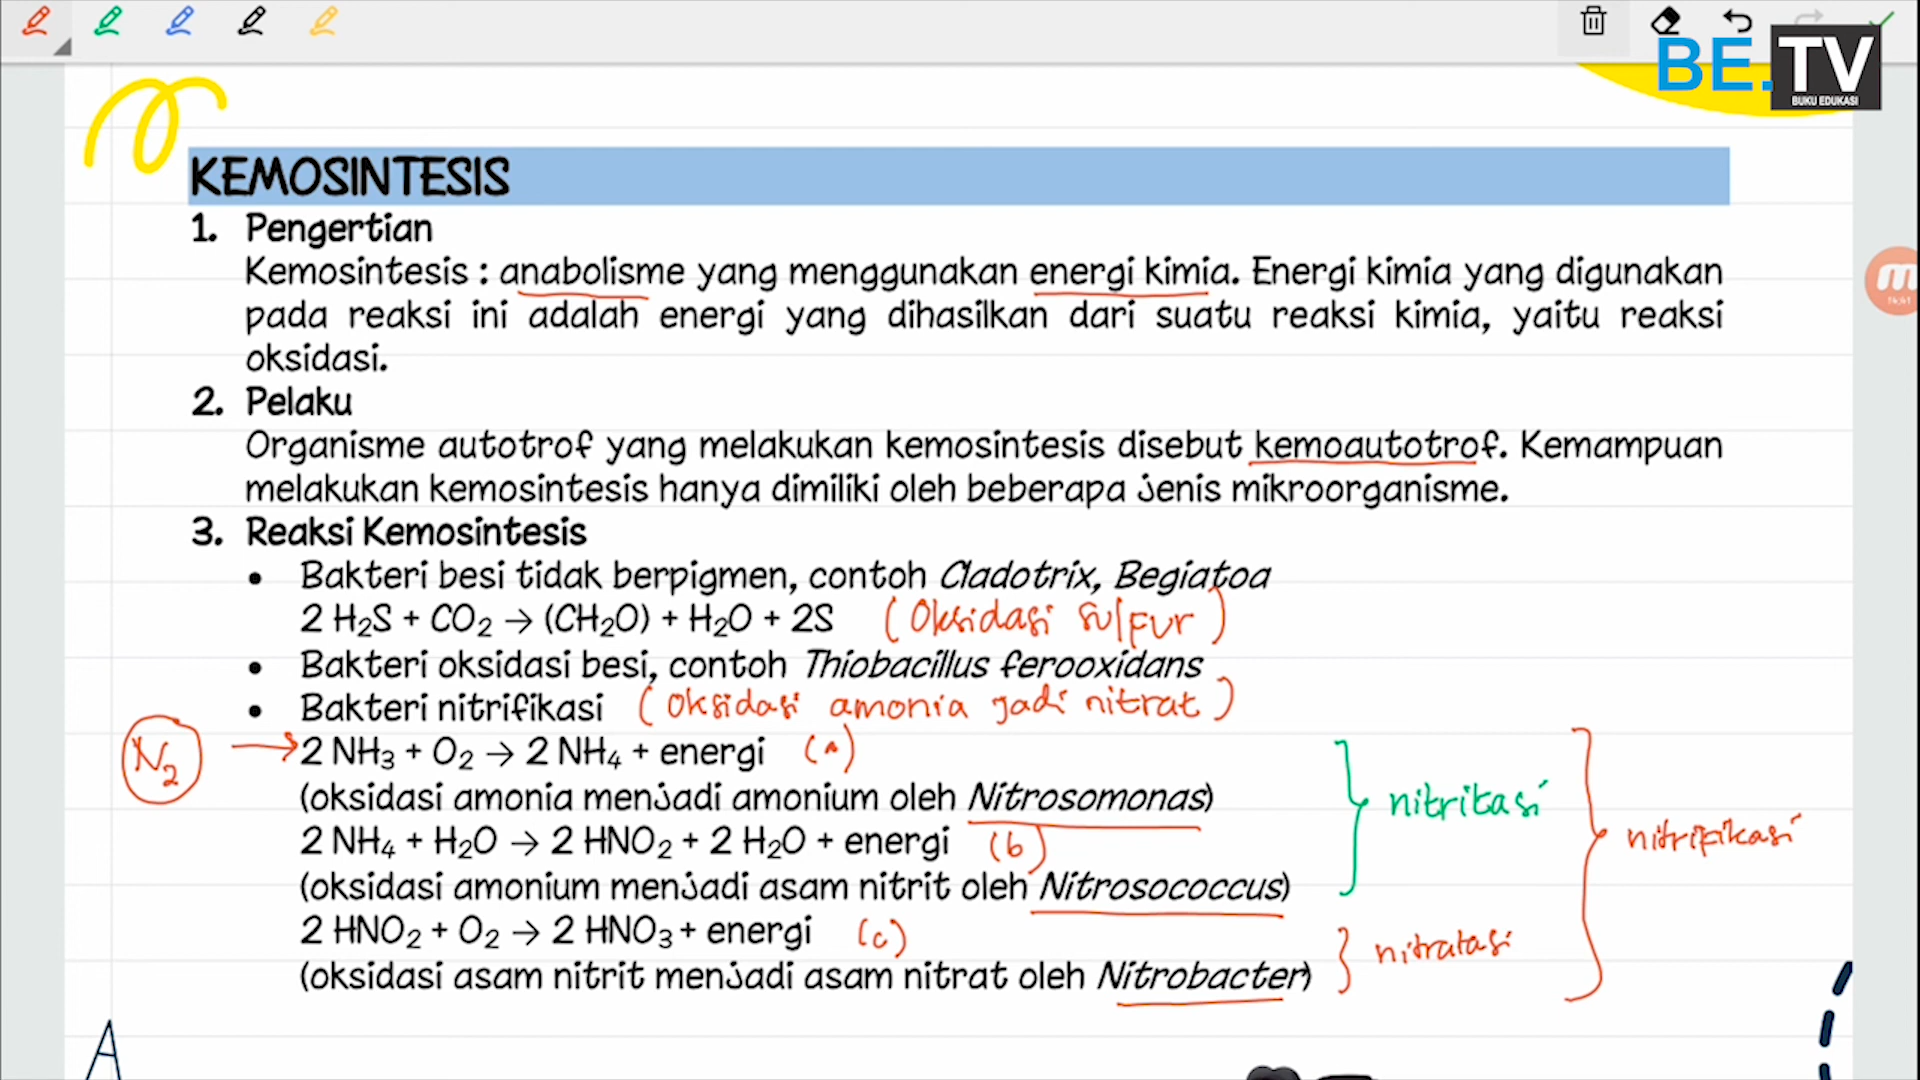 BE.TV
BUKU EDUKASI
KEMOSINTESIS
1. Pengertian
Kemosintesis : anabolisme yang menggunakan energi kimia. Energi kimia yang digunakan
pada reaksi ini adalah energi yang dihasilkan dari suatu reaksi kimia, yaitu reaksi
oksidasi.
2. Pelaku
Organisme autotrof yang melakukan kemosintesis disebut kemoautotrof. Kemampuan
melakukan kemosintesis hanya dimiliki oleh beberapa jenis mikroorganisme.
3. Reaksi Kemosintesis
• Bakteri besi tidak berpigmen, contoh Cladotrix, Begiatoa
2 H₂S + CO₂ → (CH₂O) + H₂O + 2S (Oksidasi sulfur)
• Bakteri oksidasi besi, contoh Thiobacillus ferooxidans
• Bakteri nitrifikasi (oksidasi amonia jadi nitrat)
N₂ → 2 NH₃ + O₂ → 2 NH₄ + energi (a)
(oksidasi amonia menjadi amonium oleh Nitrosomonas) nitritasi
2 NH₄ + H₂O → 2 HNO₂ + 2 H₂O + energi (b) nitrifikasi
(oksidasi amonium menjadi asam nitrit oleh Nitrosococcus)
2 HNO₂ + O₂ → 2 HNO₃ + energi (c) nitratasi
(oksidasi asam nitrit menjadi asam nitrat oleh Nitrobacter)
A